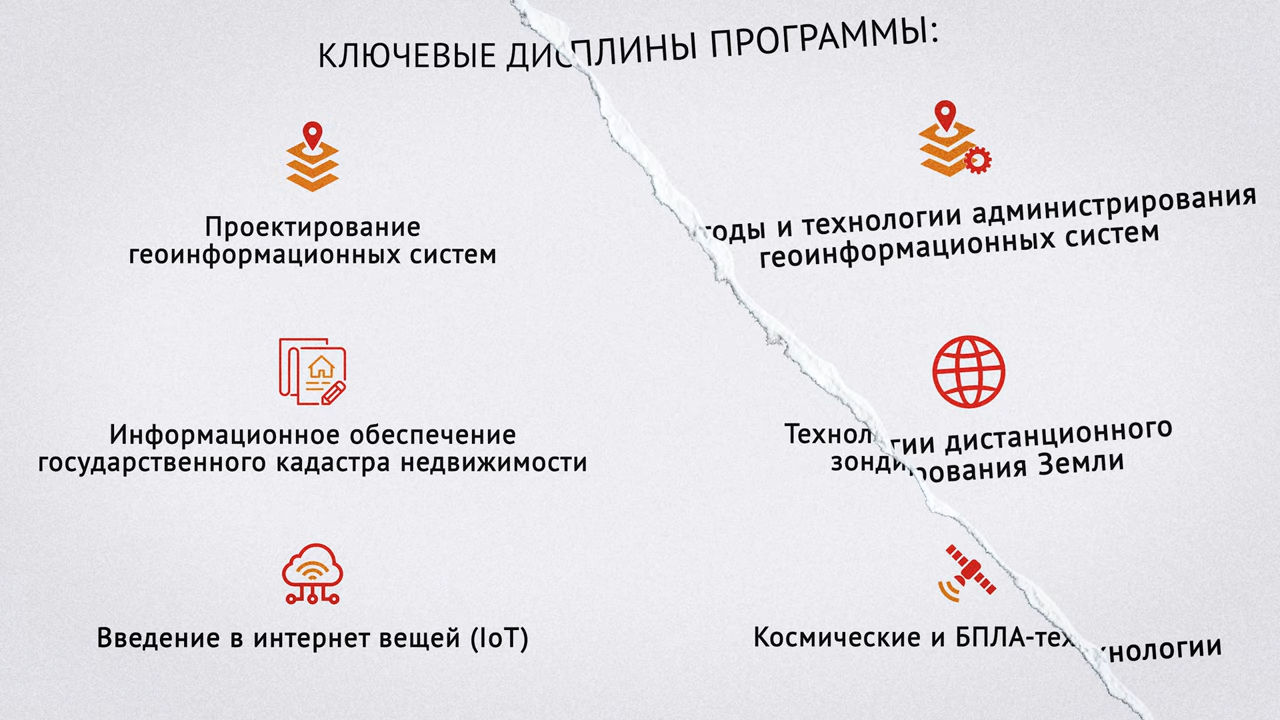 КЛЮЧЕВЫЕ ДИСПЛИНЫ ПРОГРАММЫ:
Проектирование
геоинформационных систем
и технологии администрирования
геоинформационных систем
Информационное обеспечение
государственного кадастра недвижимости
Технологии дистанционного
зондирования Земли
Введение в интернет вещей (IoT)
Космические и БПЛА-технологии